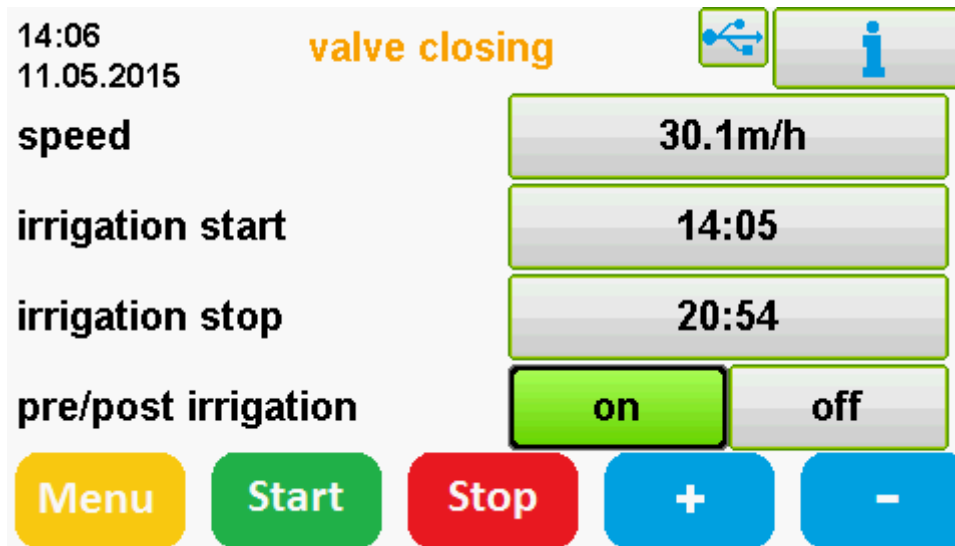 14:06
valve closing
11.05.2015
i
speed 30.1m/h
irrigation start 14:05
irrigation stop 20:54
pre/post irrigation on off
Menu Start Stop + -